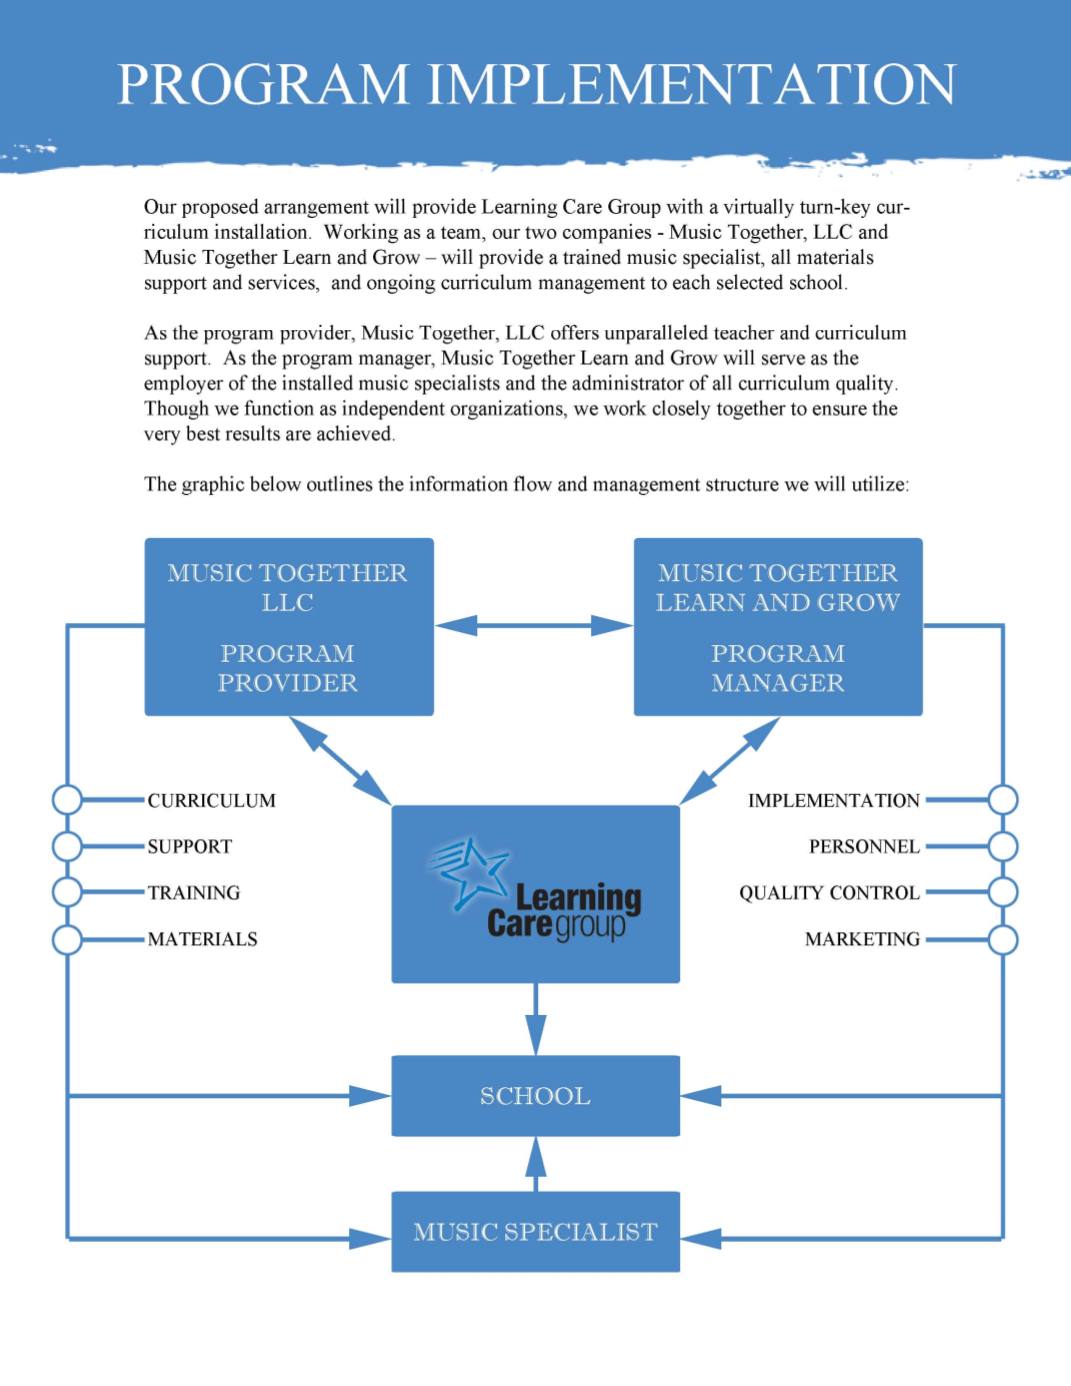 PROGRAM IMPLEMENTATION
Our proposed arrangement will provide Learning Care Group with a virtually turn-key cur-
riculum installation.  Working as a team, our two companies - Music Together, LLC and
Music Together Learn and Grow – will provide a trained music specialist, all materials
support and services,  and ongoing curriculum management to each selected school.
As the program provider, Music Together, LLC offers unparalleled teacher and curriculum
support.  As the program manager, Music Together Learn and Grow will serve as the
employer of the installed music specialists and the administrator of all curriculum quality.
Though we function as independent organizations, we work closely together to ensure the
very best results are achieved.
The graphic below outlines the information flow and management structure we will utilize:
MUSIC TOGETHER
LLC
PROGRAM
PROVIDER
MUSIC TOGETHER
LEARN AND GROW
PROGRAM
MANAGER
CURRICULUM
SUPPORT
TRAINING
MATERIALS
Learning
Care group
IMPLEMENTATION
PERSONNEL
QUALITY CONTROL
MARKETING
SCHOOL
MUSIC SPECIALIST